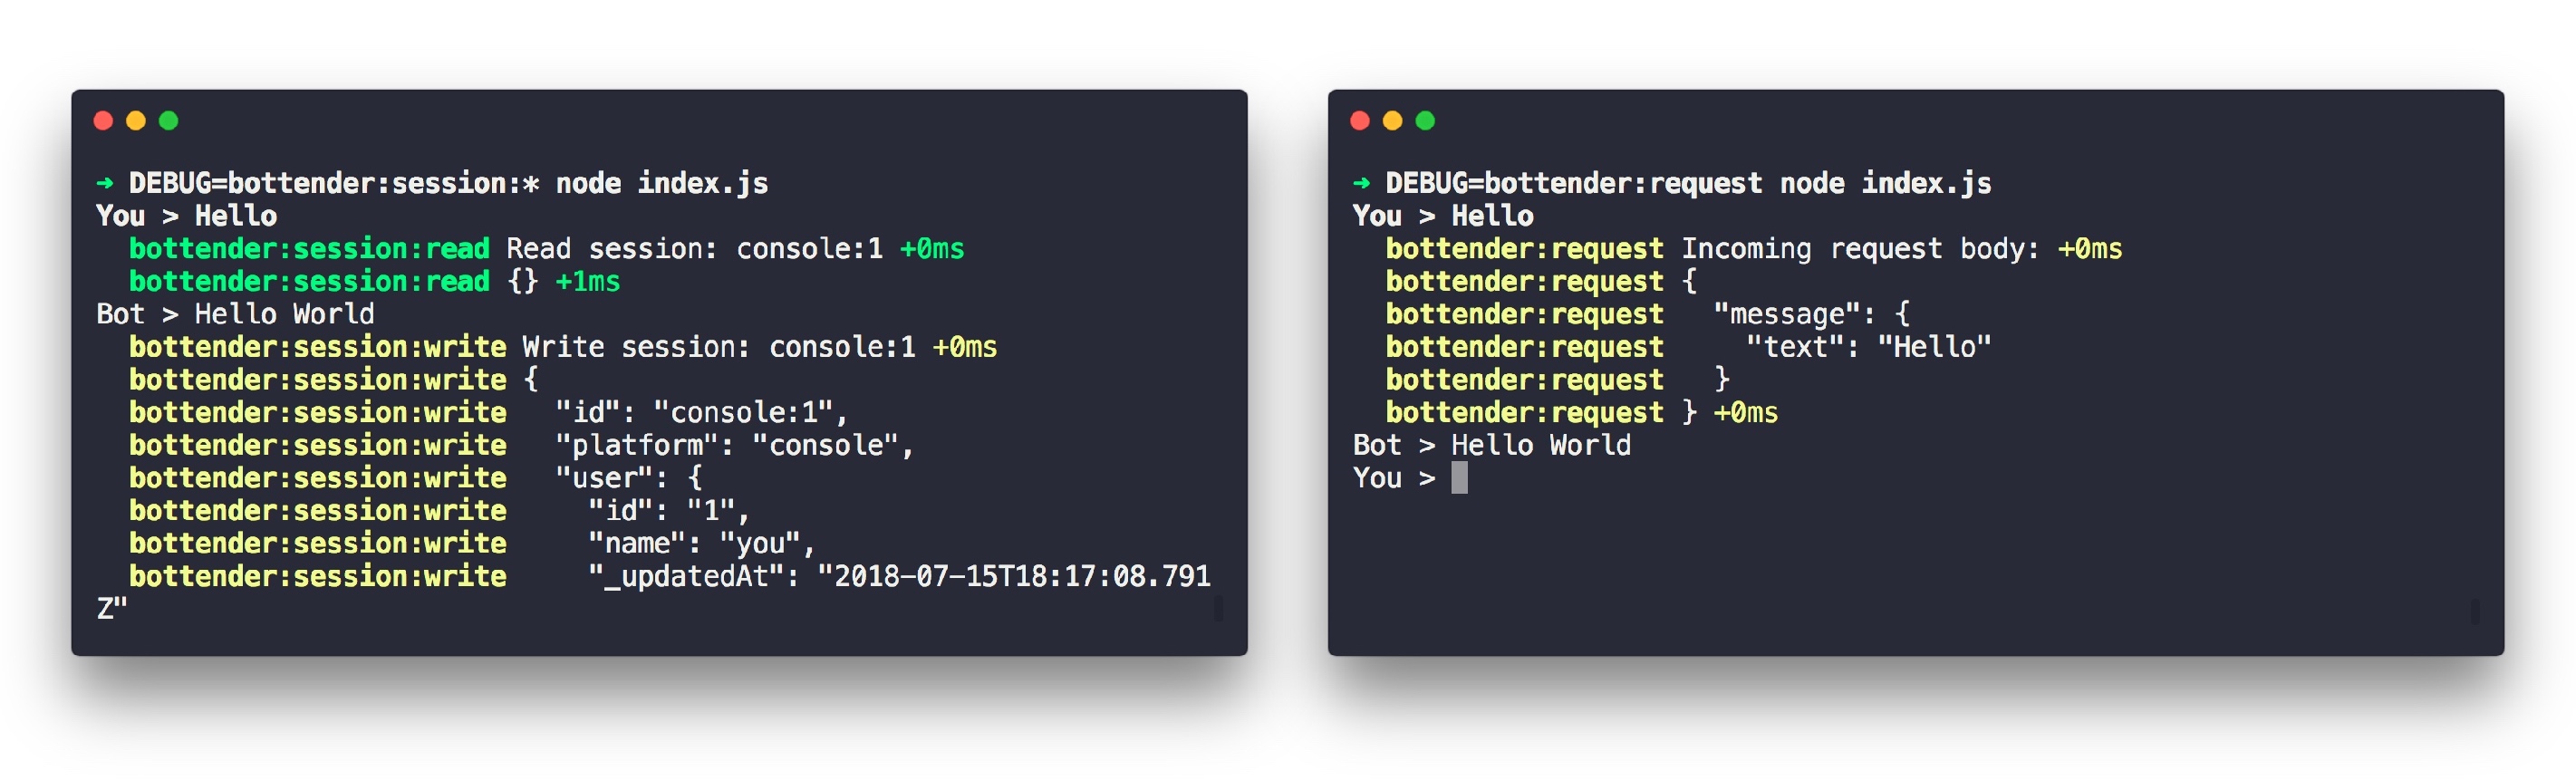 ➜ DEBUG=bottender:session:* node index.js
You > Hello
  bottender:session:read Read session: console:1 +0ms
  bottender:session:read {} +1ms
Bot > Hello World
  bottender:session:write Write session: console:1 +0ms
  bottender:session:write {
  bottender:session:write   "id": "console:1",
  bottender:session:write   "platform": "console",
  bottender:session:write   "user": {
  bottender:session:write     "id": "1",
  bottender:session:write     "name": "you",
  bottender:session:write     "_updatedAt": "2018-07-15T18:17:08.791
Z"
➜ DEBUG=bottender:request node index.js
You > Hello
  bottender:request Incoming request body: +0ms
  bottender:request {
  bottender:request   "message": {
  bottender:request     "text": "Hello"
  bottender:request   }
  bottender:request } +0ms
Bot > Hello World
You >